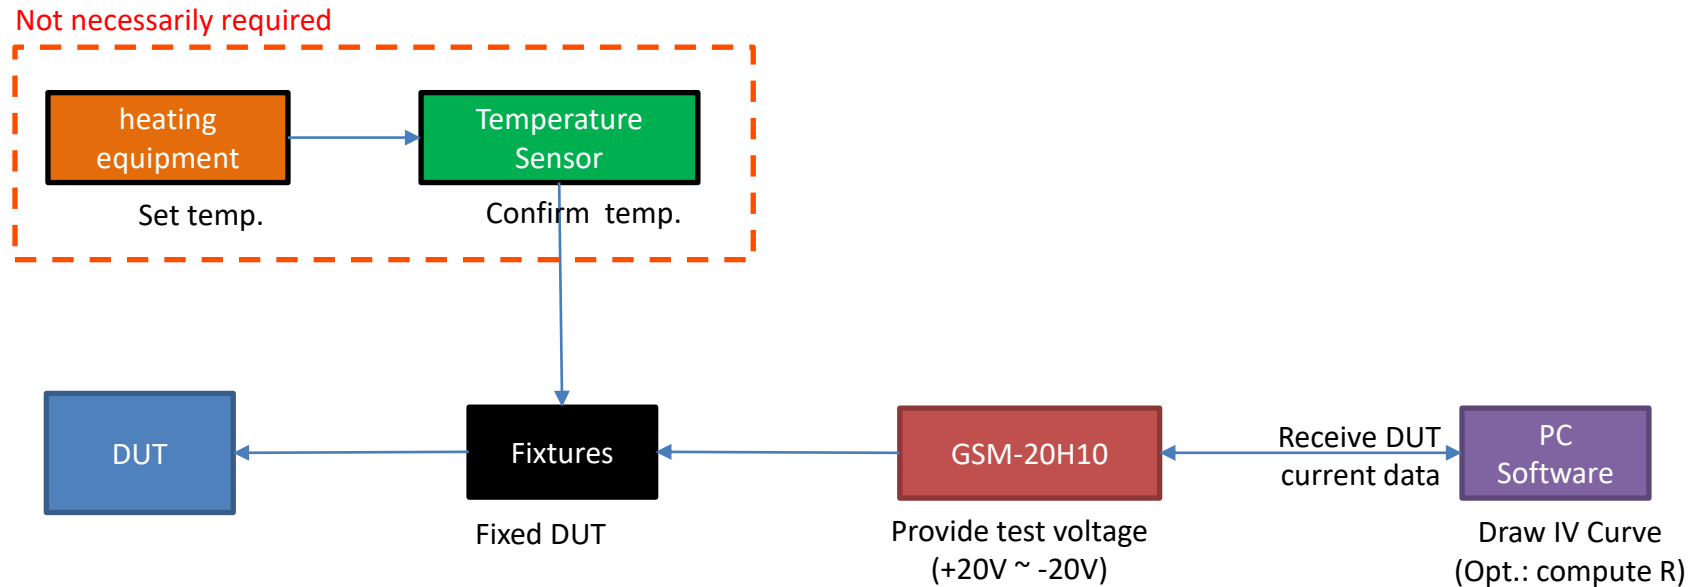 Not necessarily required
heating
equipment
Temperature
Sensor
Set temp.
Confirm  temp.
DUT
Fixtures
GSM-20H10
Receive DUT
current data
PC
Software
Fixed DUT
Provide test voltage
(+20V ~ -20V)
Draw IV Curve
(Opt.: compute R)